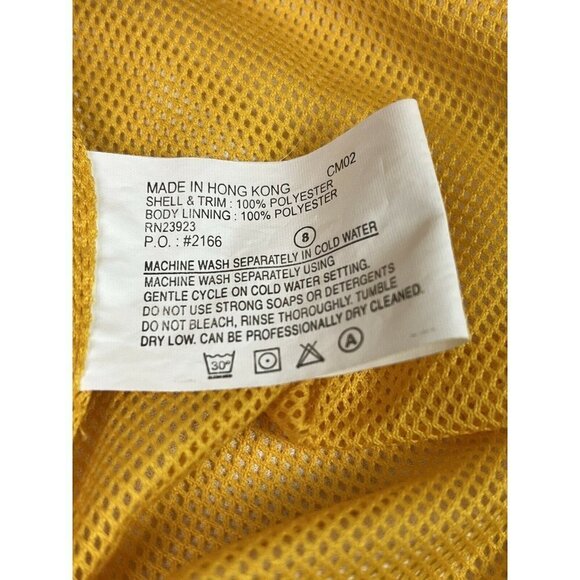 CM02
MADE IN HONG KONG
SHELL & TRIM : 100% POLYESTER
BODY LINNING : 100% POLYESTER
RN23923
P.O. : #2166
8
MACHINE WASH SEPARATELY IN COLD WATER
MACHINE WASH SEPARATELY USING
GENTLE CYCLE ON COLD WATER SETTING.
DO NOT USE STRONG SOAPS OR DETERGENTS
DO NOT BLEACH, RINSE THOROUGHLY. TUMBLE
DRY LOW. CAN BE PROFESSIONALLY DRY CLEANED.
30° A